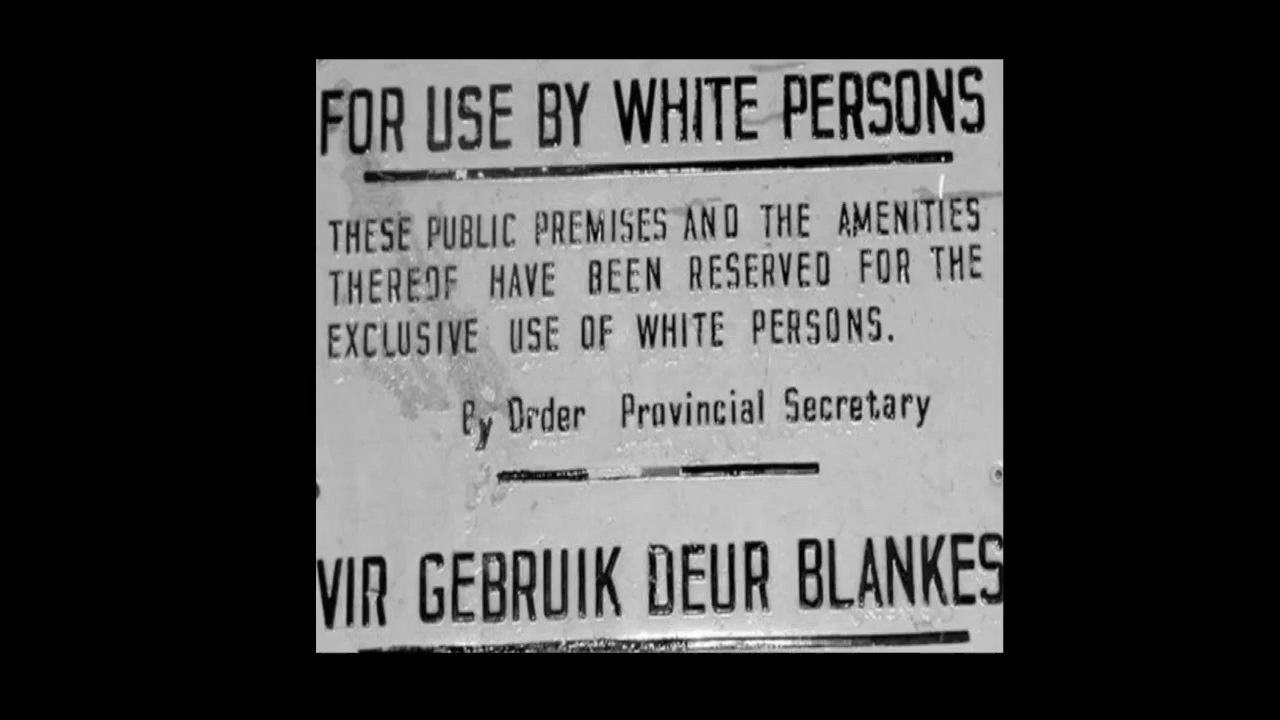 FOR USE BY WHITE PERSONS
THESE PUBLIC PREMISES AND THE AMENITIES
THEREOF HAVE BEEN RESERVED FOR THE
EXCLUSIVE USE OF WHITE PERSONS.
By Order Provincial Secretary
VIR GEBRUIK DEUR BLANKES